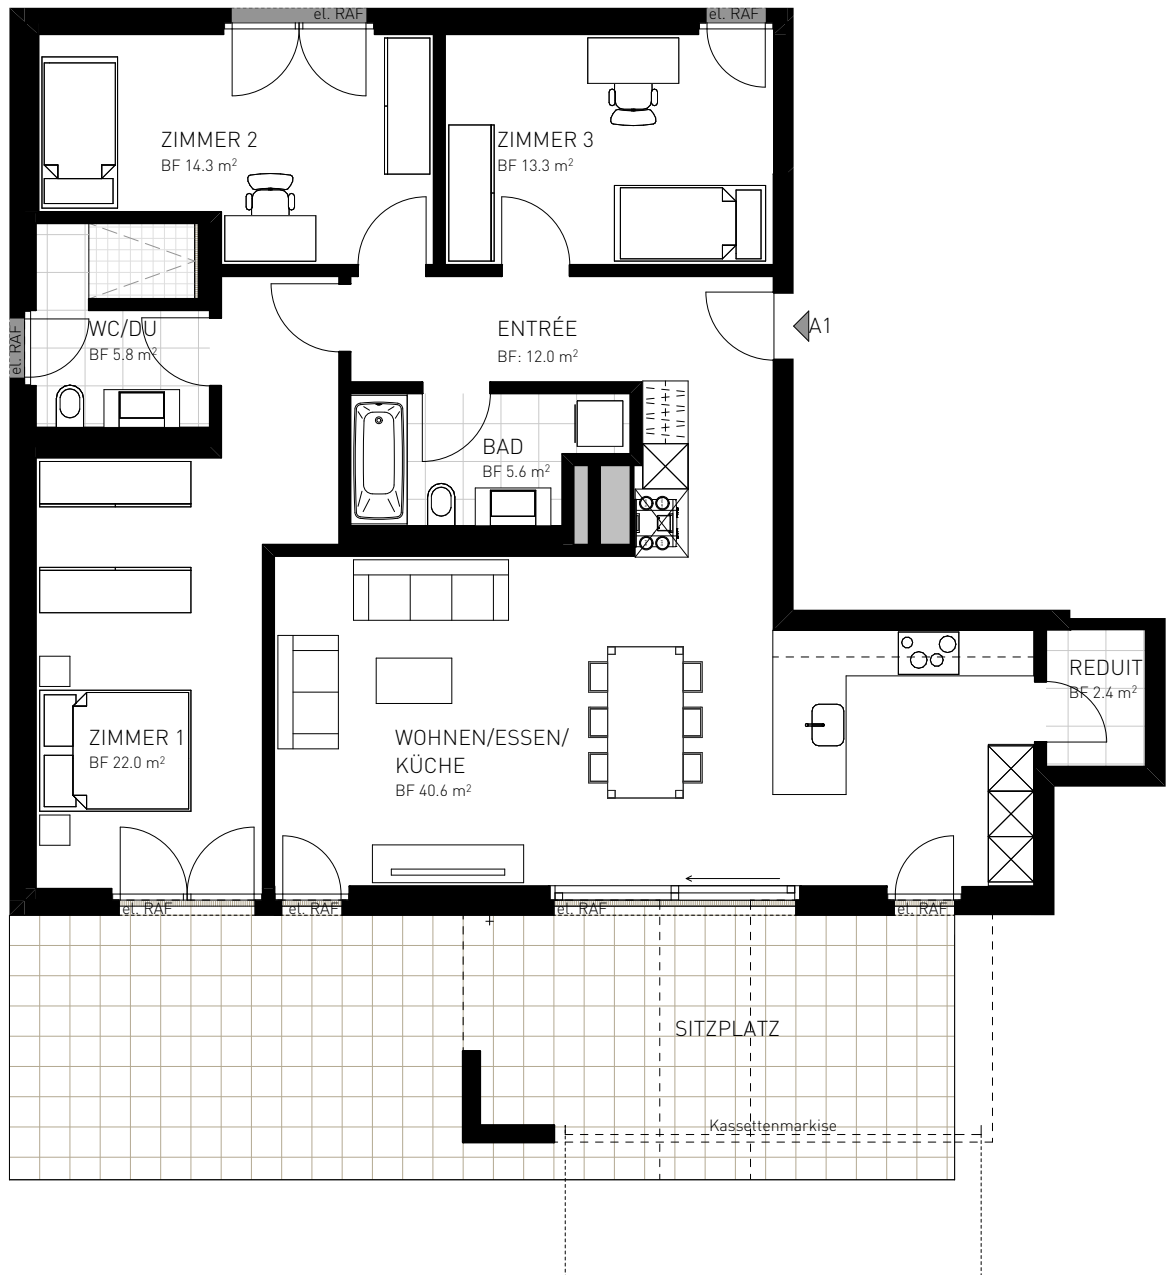 el. RAF
el. RAF
ZIMMER 2
BF 14.3 m²
ZIMMER 3
BF 13.3 m²
el. RAF
WC/DU
BF 5.8 m²
ENTRÉE
BF: 12.0 m²
A1
BAD
BF 5.6 m²
REDUIT
BF 2.4 m²
ZIMMER 1
BF 22.0 m²
WOHNEN/ESSEN/
KÜCHE
BF 40.6 m²
el. RAF
el. RAF
el. RAF
el. RAF
SITZPLATZ
Kassettenmarkise